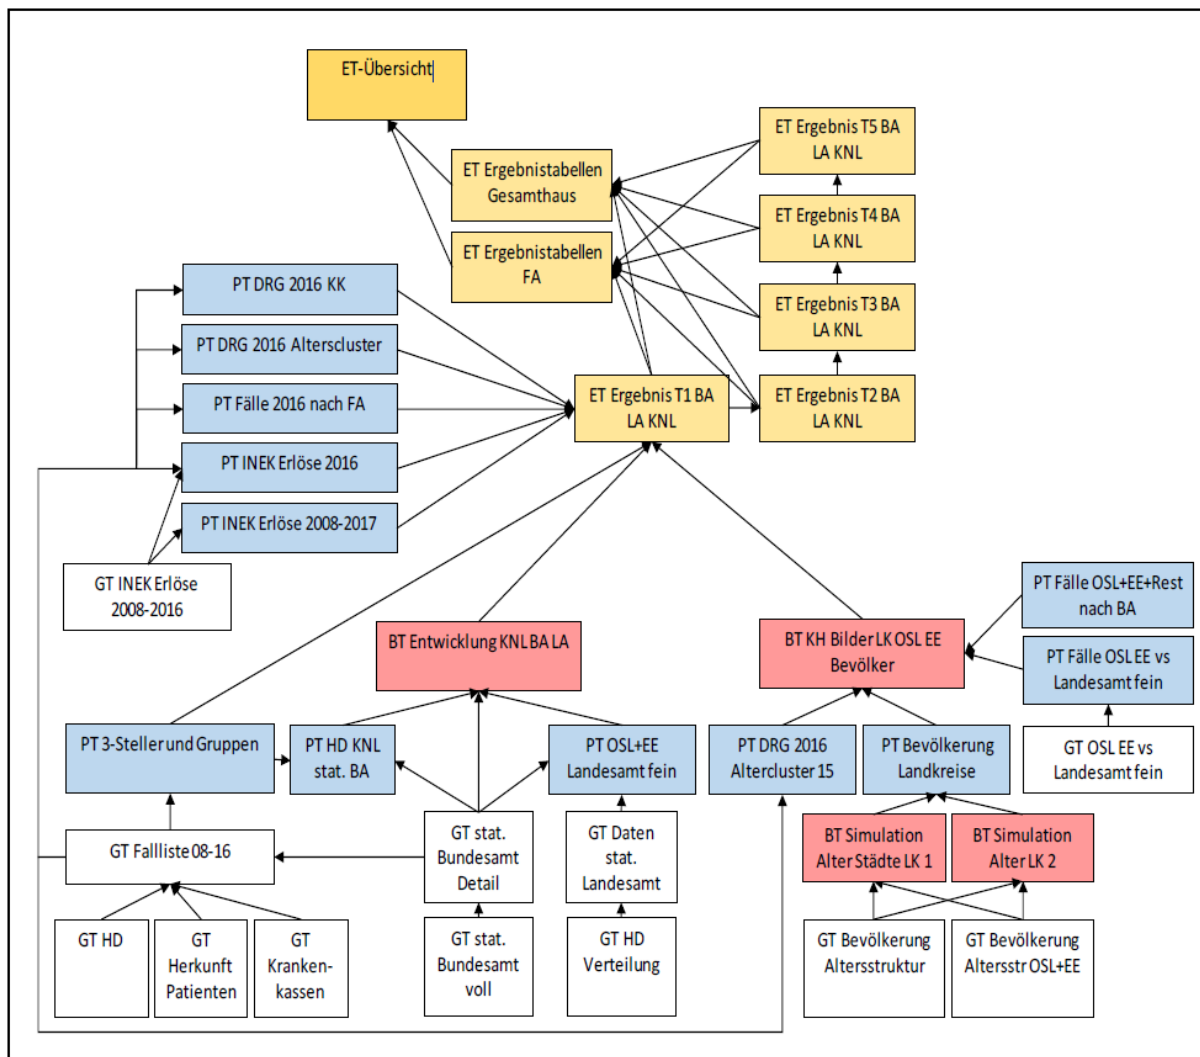 ET-Übersicht
ET Ergebnis T5 BA
LA KNL
ET Ergebnistabellen
Gesamthaus
ET Ergebnis T4 BA
LA KNL
ET Ergebnistabellen
FA
PT DRG 2016 KK
ET Ergebnis T3 BA
LA KNL
PT DRG 2016 Alterscluster
PT Fälle 2016 nach FA
ET Ergebnis T1 BA
LA KNL
ET Ergebnis T2 BA
LA KNL
PT INEK Erlöse 2016
PT INEK Erlöse 2008-2017
GT INEK Erlöse
2008-2016
PT Fälle OSL+EE+Rest
nach BA
BT Entwicklung KNL BA LA
BT KH Bilder LK OSL EE
Bevölker
PT Fälle OSL EE vs
Landesamt fein
PT 3-Steller und Gruppen
PT HD KNL
stat. BA
PT OSL+EE
Landesamt fein
PT DRG 2016
Altercluster 15
PT Bevölkerung
Landkreise
GT OSL EE vs
Landesamt fein
GT Fallliste 08-16
GT stat.
Bundesamt
Detail
GT Daten
stat.
Landesamt
BT Simulation
Alter Städte LK 1
BT Simulation
Alter LK 2
GT HD
GT
Herkunft
Patienten
GT
Kranken-
kassen
GT stat.
Bundesamt
voll
GT HD
Verteilung
GT Bevölkerung
Altersstruktur
GT Bevölkerung
Altersstr OSL+EE